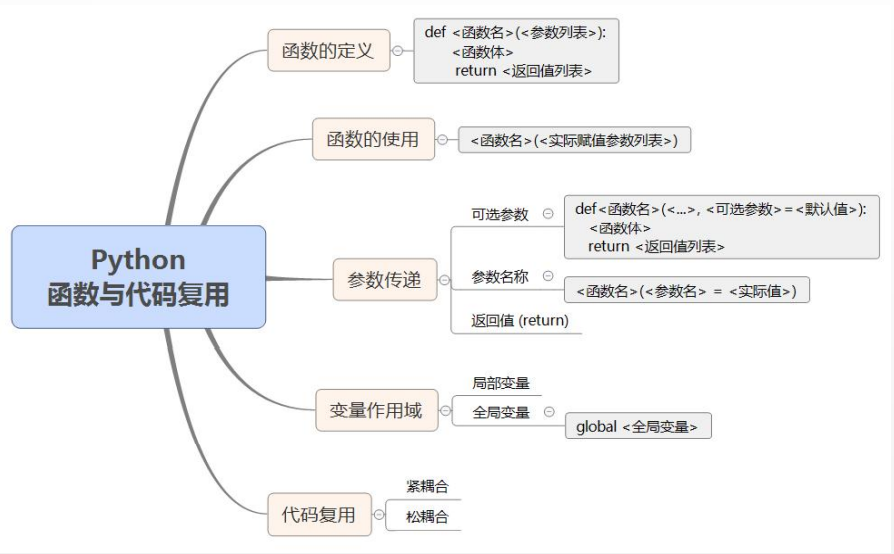 函数的定义
def <函数名>(<参数列表>):
<函数体>
return <返回值列表>
函数的使用
<函数名>(<实际赋值参数列表>)
Python
函数与代码复用
参数传递
可选参数
def<函数名>(<...>, <可选参数>=<默认值>):
<函数体>
return <返回值列表>
参数名称
<函数名>(<参数名> = <实际值>)
返回值 (return)
变量作用域
局部变量
全局变量
global <全局变量>
代码复用
紧耦合
松耦合